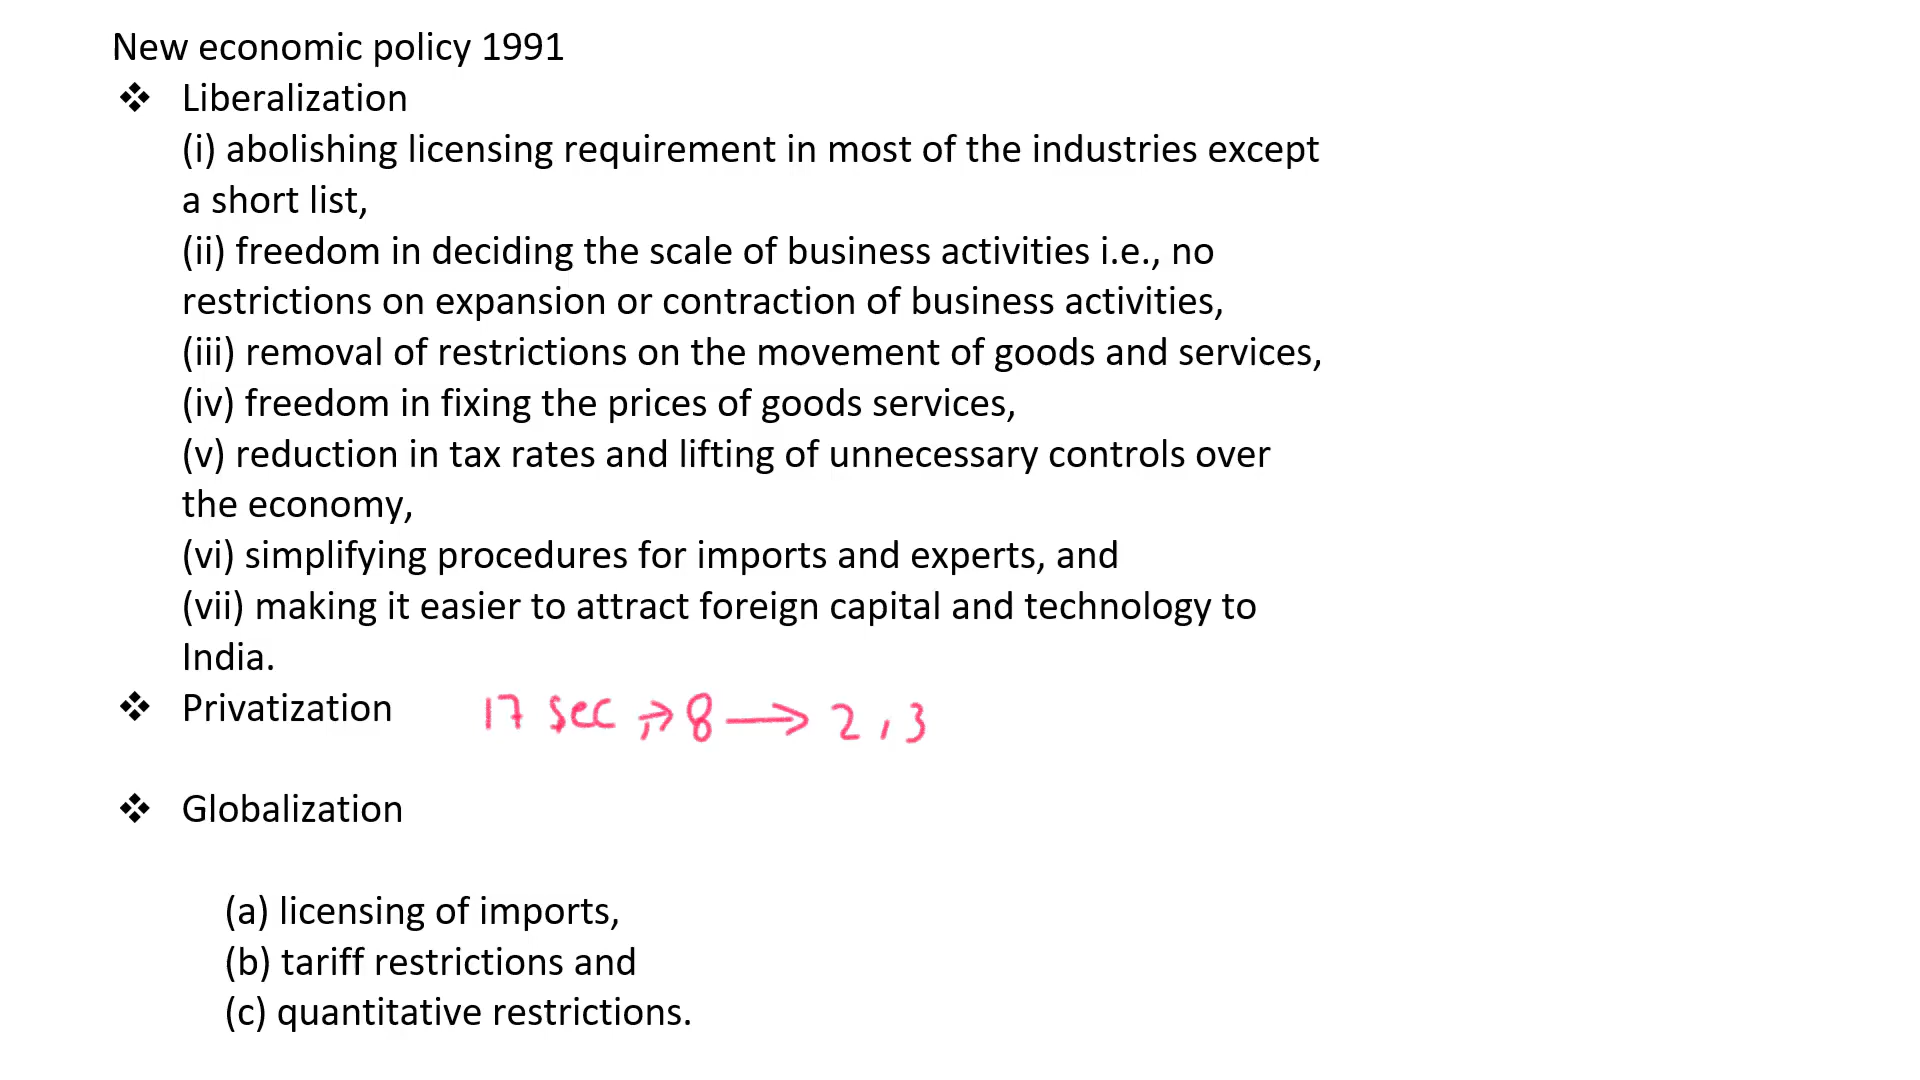 New economic policy 1991
❖ Liberalization
(i) abolishing licensing requirement in most of the industries except
a short list,
(ii) freedom in deciding the scale of business activities i.e., no
restrictions on expansion or contraction of business activities,
(iii) removal of restrictions on the movement of goods and services,
(iv) freedom in fixing the prices of goods services,
(v) reduction in tax rates and lifting of unnecessary controls over
the economy,
(vi) simplifying procedures for imports and experts, and
(vii) making it easier to attract foreign capital and technology to
India.
❖ Privatization 17 sec → 8 → 2, 3
❖ Globalization
(a) licensing of imports,
(b) tariff restrictions and
(c) quantitative restrictions.